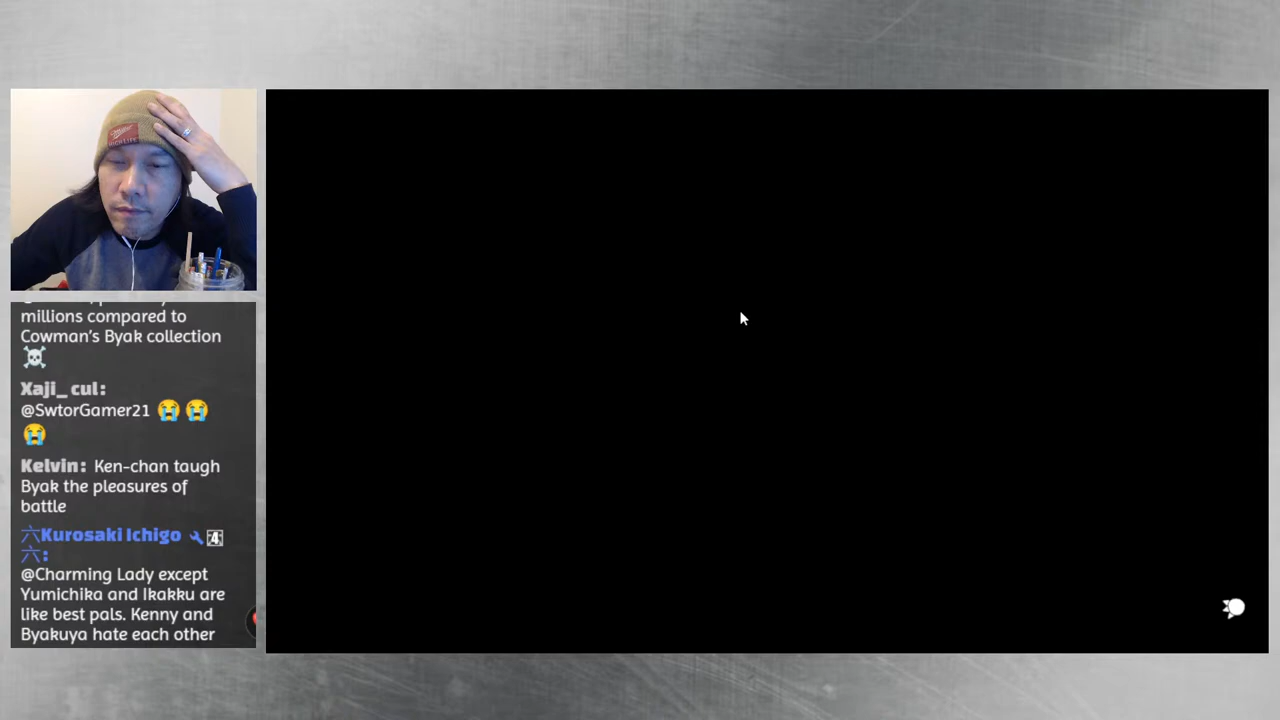 millions compared to
Cowman's Byak collection
☠️
Xaji_cul:
@SwtorGamer21 😭😭
😭
Kelvin: Ken-chan taugh
Byak the pleasures of
battle
六Kurosaki Ichigo 🔧4
六:
@Charming Lady except
Yumichika and Ikakku are
like best pals. Kenny and
Byakuya hate each other